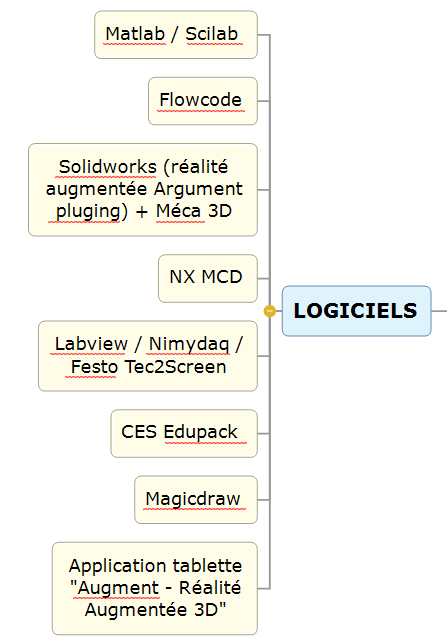 Matlab / Scilab
Flowcode
Solidworks (réalité
augmentée Argument
pluging) + Méca 3D
NX MCD
LOGICIELS
Labview / Nimydaq /
Festo Tec2Screen
CES Edupack
Magicdraw
Application tablette
"Augment - Réalité
Augmentée 3D"